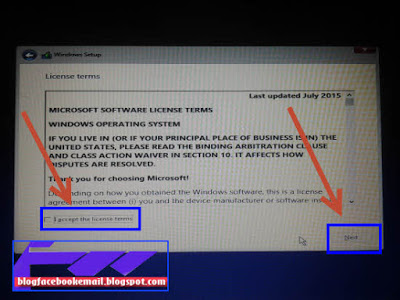 Windows Setup
License terms
Last updated July 2015
MICROSOFT SOFTWARE LICENSE TERMS
WINDOWS OPERATING SYSTEM
IF YOU LIVE IN (OR IF YOUR PRINCIPAL PLACE OF BUSINESS IS IN) THE
UNITED STATES, PLEASE READ THE BINDING ARBITRATION CLAUSE
AND CLASS ACTION WAIVER IN SECTION 10. IT AFFECTS HOW
DISPUTES ARE RESOLVED.
Thank you for choosing Microsoft!
Depending on how you obtained the Windows software, this is a license
agreement between (i) you and the device manufacturer or software
I accept the license terms
Next
blogfacebookemail.blogspot.com